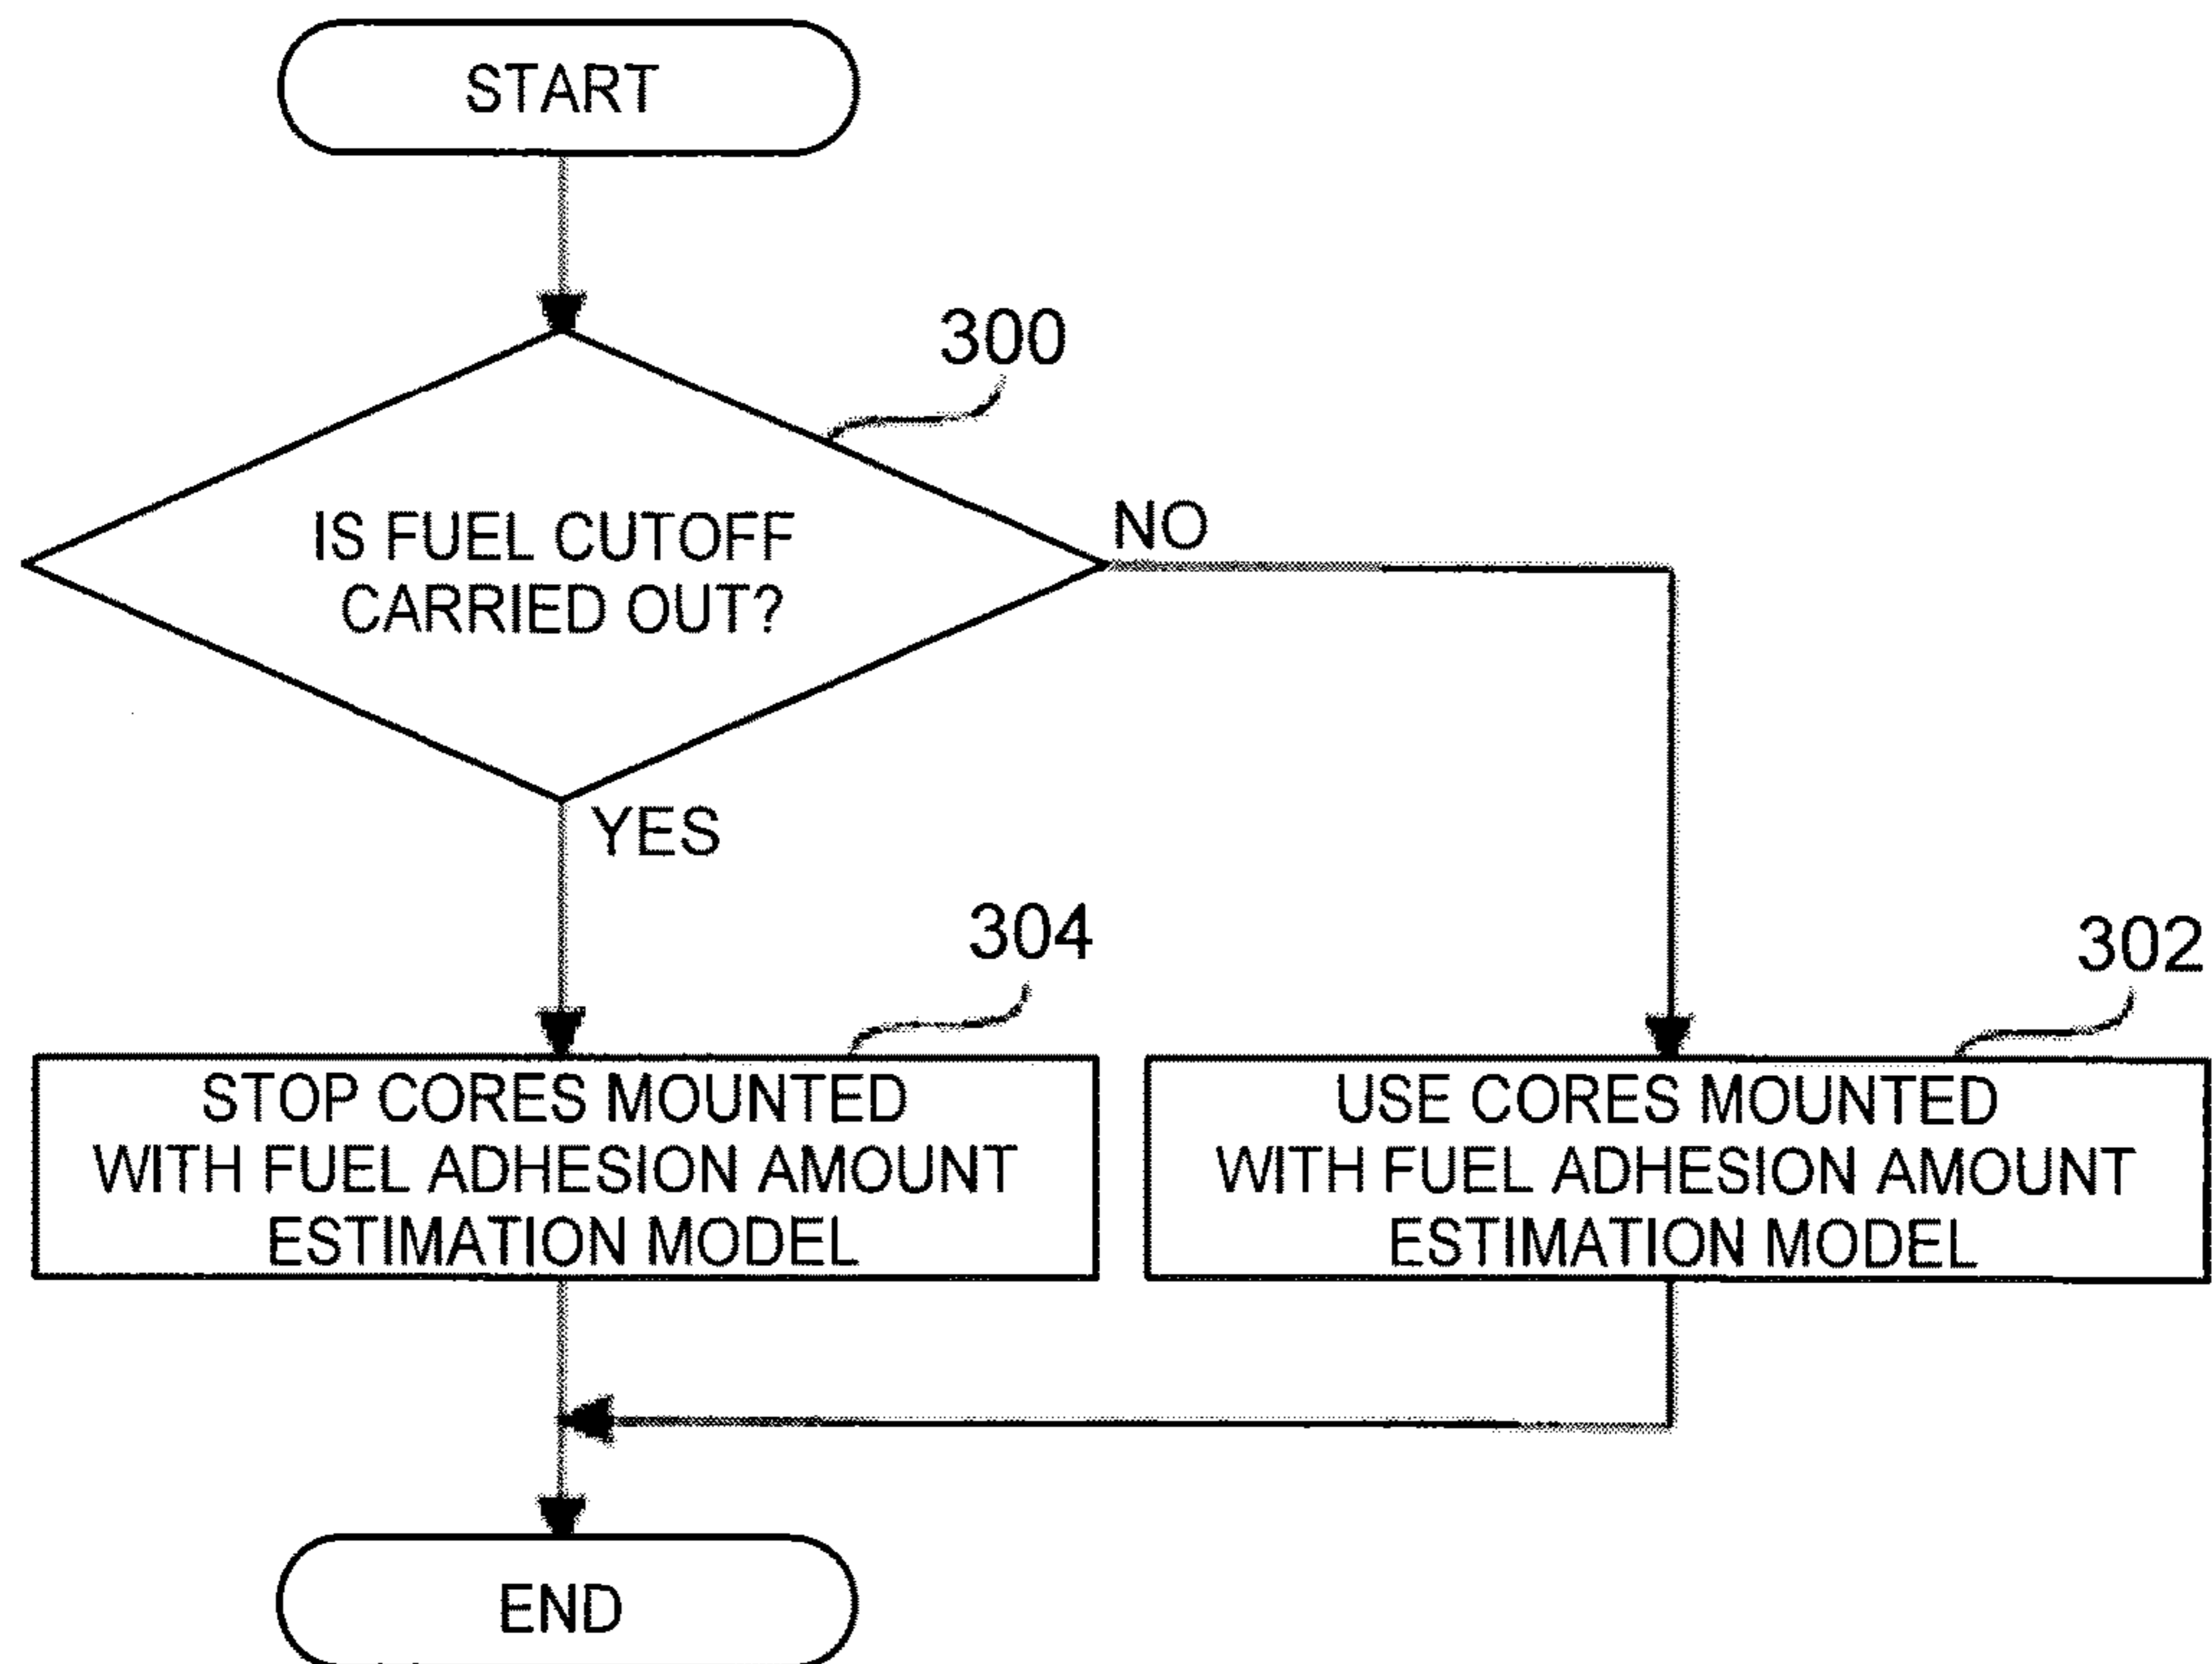 START
300
IS FUEL CUTOFF
CARRIED OUT?
NO
YES
304
STOP CORES MOUNTED
WITH FUEL ADHESION AMOUNT
ESTIMATION MODEL
302
USE CORES MOUNTED
WITH FUEL ADHESION AMOUNT
ESTIMATION MODEL
END